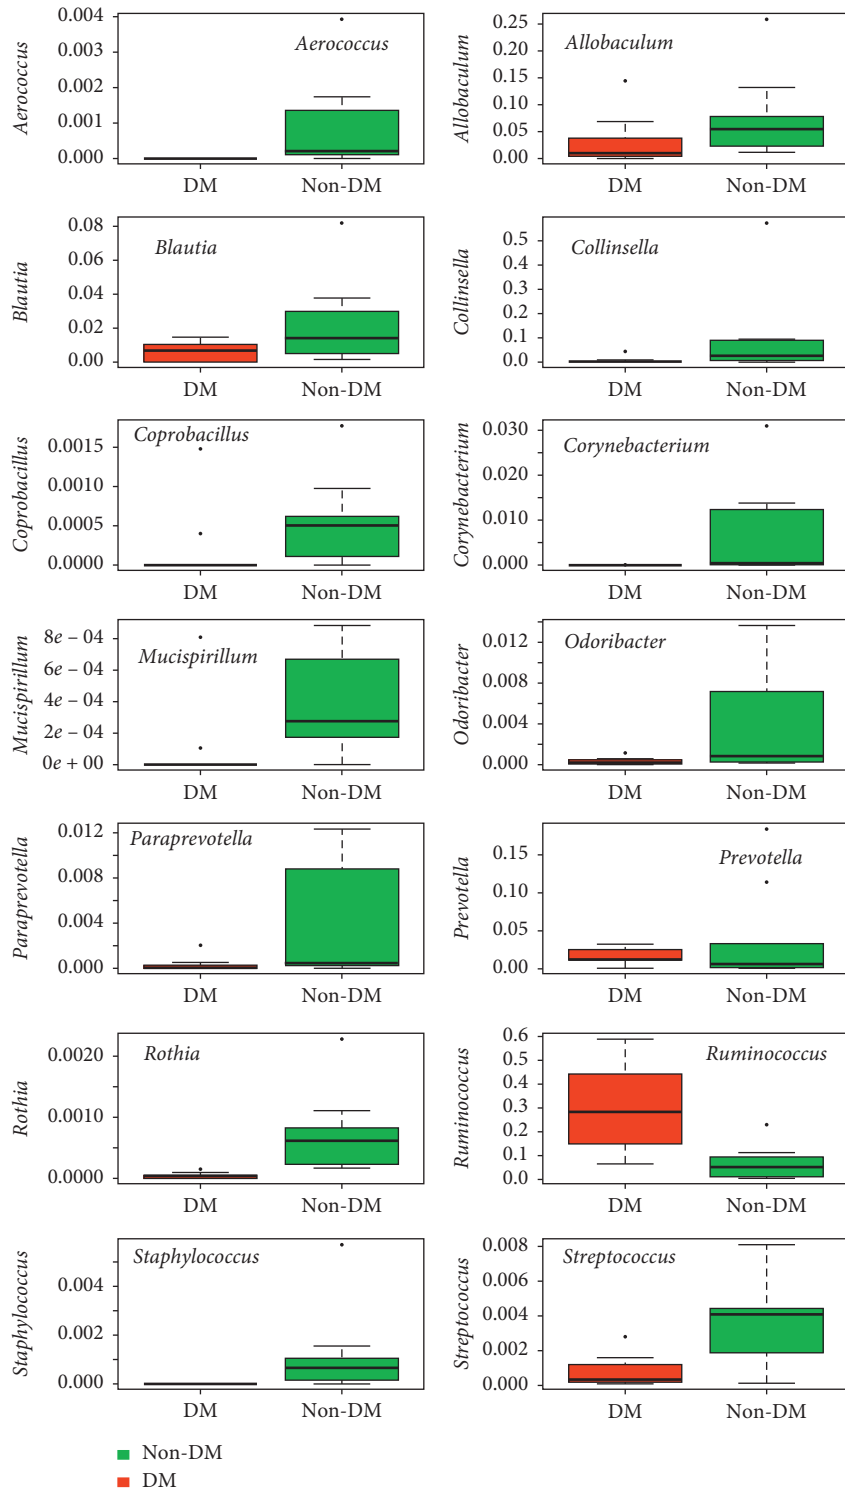 Aerococcus
0.004
0.002
0.001
0.000
Aerococcus
DM Non-DM
Allobaculum
0.25
0.20
0.15
0.10
0.05
0.00
Allobaculum
DM Non-DM
Blautia
0.08
0.06
0.04
0.02
0.00
Blautia
DM Non-DM
Collinsella
0.5
0.4
0.3
0.1
0.0
Collinsella
DM Non-DM
Coprobacillus
0.0015
0.0010
0.0005
0.0000
Coprobacillus
DM Non-DM
Corynebacterium
0.030
0.010
0.000
Corynebacterium
DM Non-DM
Mucispirillum
8e – 04
6e – 04
4e – 04
2e – 04
0e + 00
Mucispirillum
DM Non-DM
Odoribacter
0.012
0.008
0.004
0.000
Odoribacter
DM Non-DM
Paraprevotella
0.012
0.008
0.004
0.000
Paraprevotella
DM Non-DM
Prevotella
0.15
0.05
0.00
Prevotella
DM Non-DM
Rothia
0.0020
0.0010
0.0000
Rothia
DM Non-DM
Ruminococcus
0.6
0.5
0.4
0.3
0.2
0.1
0.0
Ruminococcus
DM Non-DM
Staphylococcus
0.004
0.002
0.000
Staphylococcus
DM Non-DM
Streptococcus
0.008
0.006
0.004
0.002
0.000
Streptococcus
DM Non-DM
Non-DM
DM